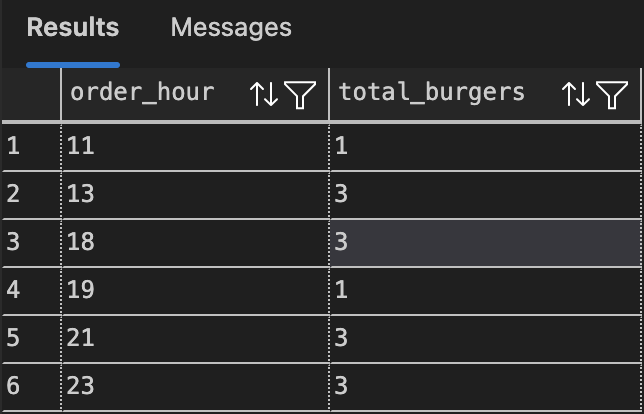 Results Messages
order_hour total_burgers
1 11 1
2 13 3
3 18 3
4 19 1
5 21 3
6 23 3